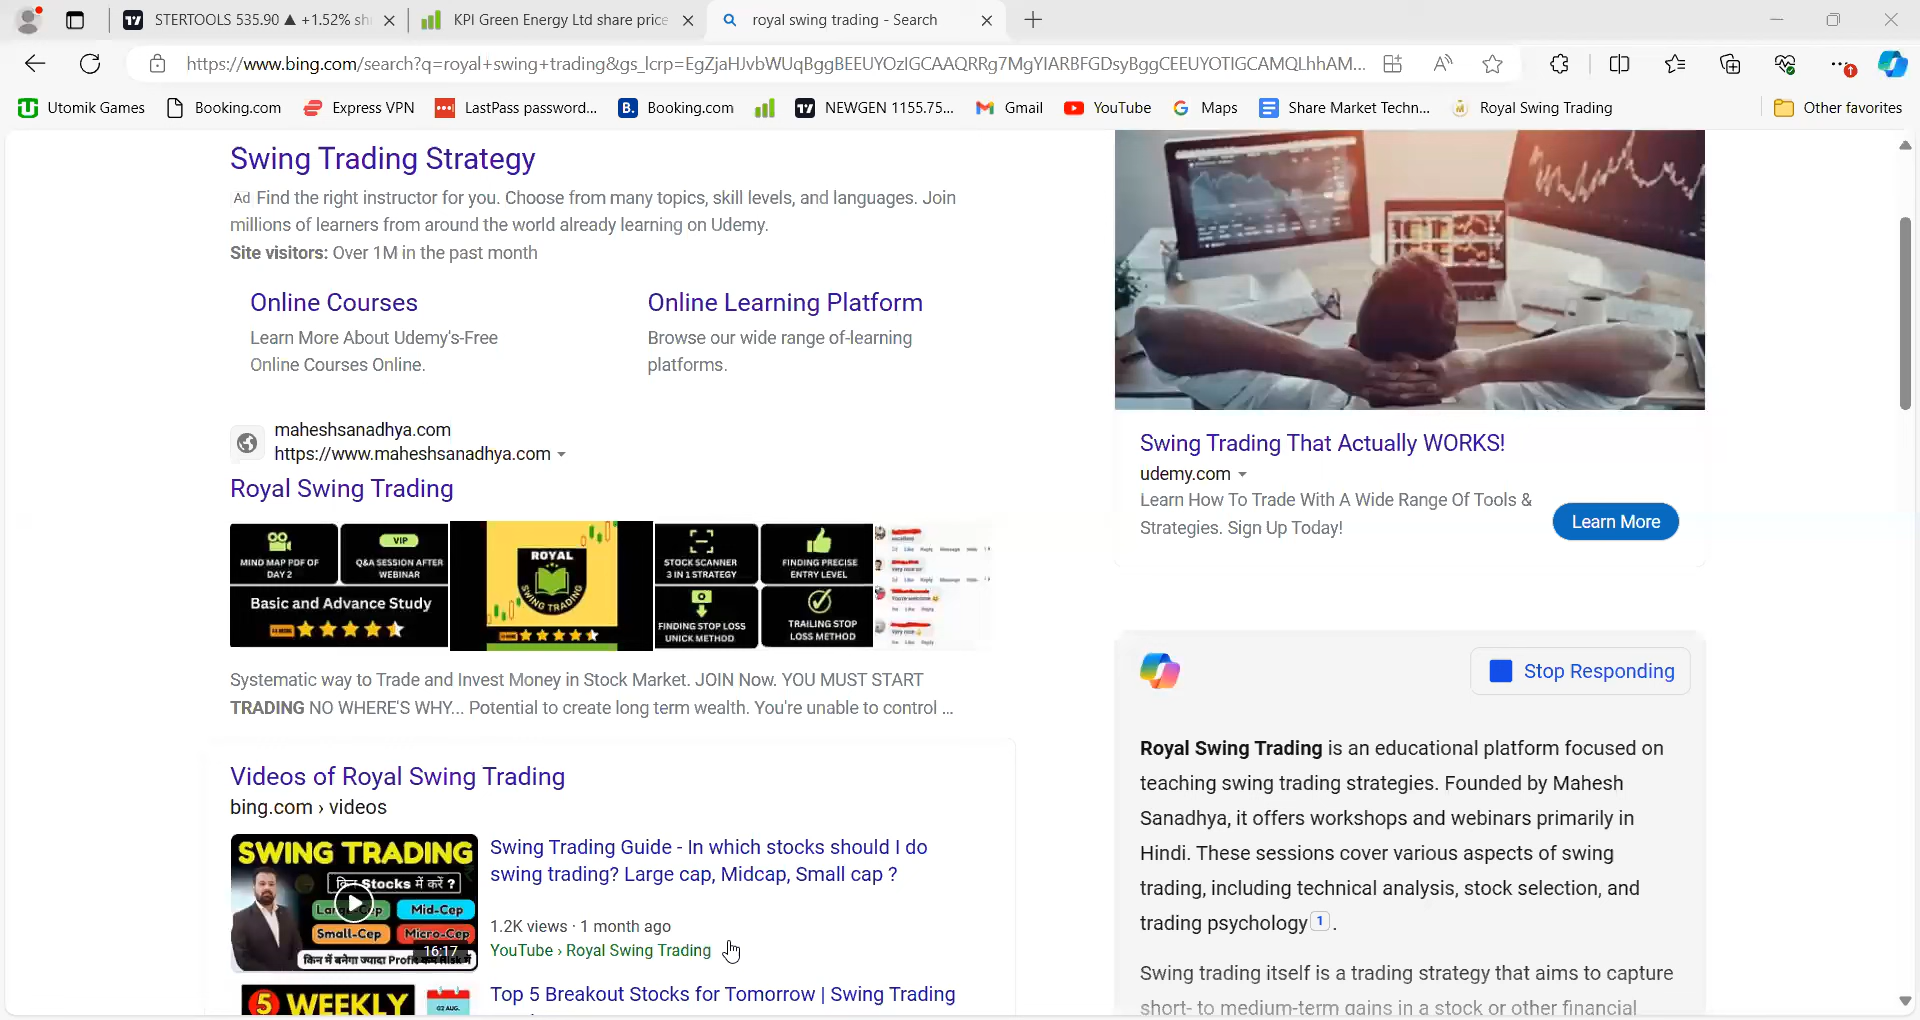 STERTOOLS 535.90 ▲ +1.52%
KPI Green Energy Ltd share price
royal swing trading - Search
https://www.bing.com/search?q=royal+swing+trading&gs_lcrp=EgZjaHJvbWUqBggBEEUYOzIGCAAQRRg7MgYIARBFGDsyBggCEEUYOTIGCAMQLhhAM...
Utomik Games
Booking.com
Express VPN
LastPass password...
Booking.com
NEWGEN 1155.75...
Gmail
YouTube
Maps
Share Market Techn...
Royal Swing Trading
Other favorites
Swing Trading Strategy
Ad Find the right instructor for you. Choose from many topics, skill levels, and languages. Join
millions of learners from around the world already learning on Udemy.
Site visitors: Over 1M in the past month
Online Courses
Learn More About Udemy's-Free
Online Courses Online.
Online Learning Platform
Browse our wide range of-learning
platforms.
maheshsanadhya.com
https://www.maheshsanadhya.com
Royal Swing Trading
MIND MAP PDF OF
DAY 2
VIP
Q&A SESSION AFTER
WEBINAR
Basic and Advance Study
ROYAL
SWING TRADING
STOCK SCANNER
3 IN 1 STRATEGY
FINDING PRECISE
ENTRY LEVEL
FINDING STOP LOSS
UNICK METHOD
TRAILING STOP
LOSS METHOD
Systematic way to Trade and Invest Money in Stock Market. JOIN Now. YOU MUST START
TRADING NO WHERE'S WHY... Potential to create long term wealth. You're unable to control ...
Videos of Royal Swing Trading
bing.com › videos
SWING TRADING
किन Stocks में करें ?
Mid-Cep
Small-Cep
Micro-Cep
16:17
Swing Trading Guide - In which stocks should I do
swing trading? Large cap, Midcap, Small cap ?
1.2K views · 1 month ago
YouTube › Royal Swing Trading
5 WEEKLY
02 AUG.
Top 5 Breakout Stocks for Tomorrow | Swing Trading
Swing Trading That Actually WORKS!
udemy.com
Learn How To Trade With A Wide Range Of Tools &
Strategies. Sign Up Today!
Learn More
Stop Responding
Royal Swing Trading is an educational platform focused on
teaching swing trading strategies. Founded by Mahesh
Sanadhya, it offers workshops and webinars primarily in
Hindi. These sessions cover various aspects of swing
trading, including technical analysis, stock selection, and
trading psychology 1 .
Swing trading itself is a trading strategy that aims to capture
short- to medium-term gains in a stock or other financial